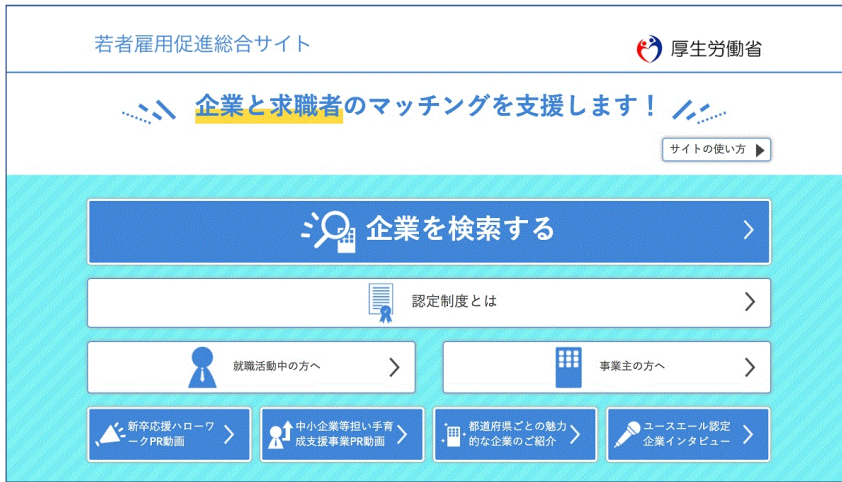 若者雇用促進総合サイト
厚生労働省
企業と求職者のマッチングを支援します！
サイトの使い方
企業を検索する
認定制度とは
就職活動中の方へ
事業主の方へ
新卒応援ハローワ
ークPR動画
中小企業等担い手育
成支援事業PR動画
都道府県ごとの魅力
的な企業のご紹介
ユースエール認定
企業インタビュー